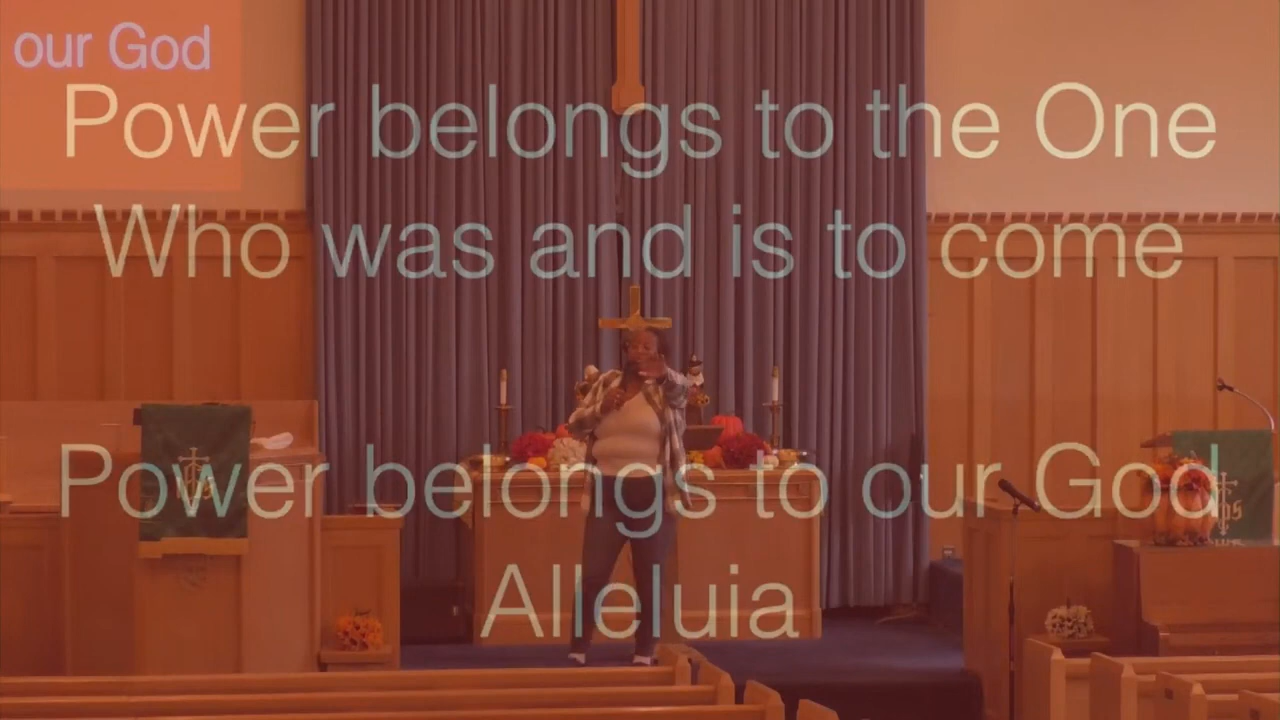 our God
Power belongs to the One
Who was and is to come
Power belongs to our God
Alleluia